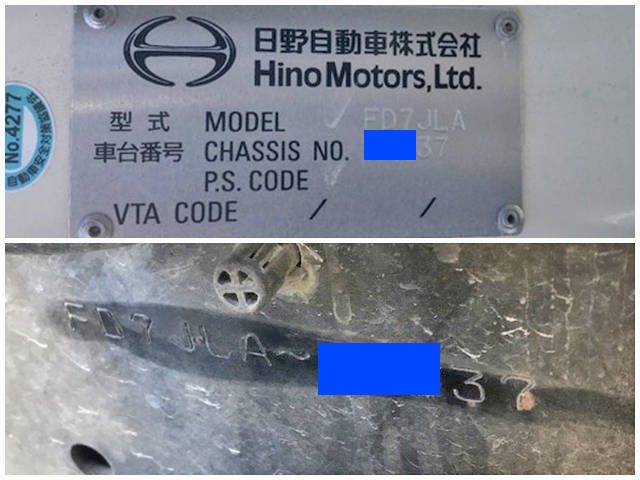 日野自動車株式会社
Hino Motors, Ltd.
No.4277
型式 MODEL FD7JLA
車台番号 CHASSIS NO. 37
P.S. CODE
VTA CODE / /
FD7JLA~ 37